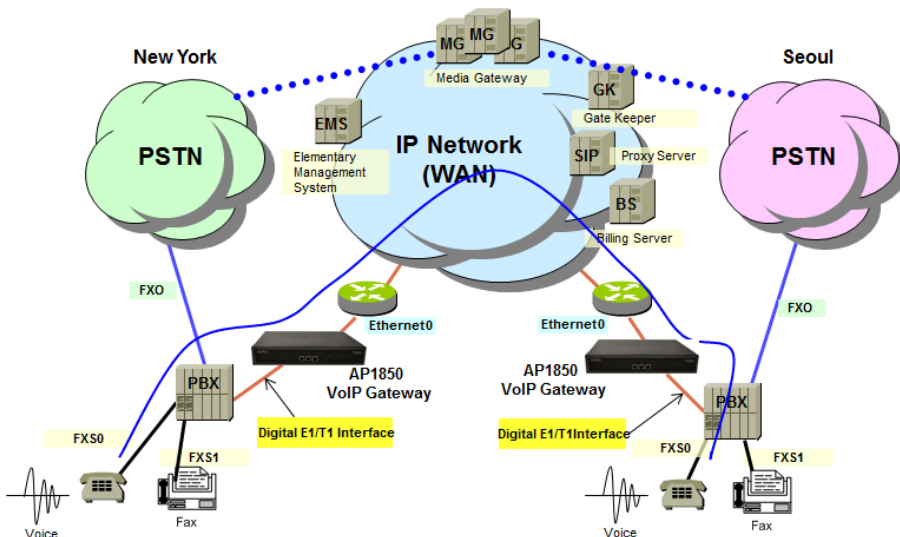 New York
MG
MG
G
Seoul
Media Gateway
GK
Gate Keeper
EMS
Elementary
Management
System
IP Network
(WAN)
PSTN
PSTN
SIP
Proxy Server
BS
Billing Server
FXO
FXO
Ethernet0
Ethernet0
AP1850
VoIP Gateway
AP1850
VoIP Gateway
PBX
PBX
Digital E1/T1 Interface
Digital E1/T1Interface
FXS0
FXS1
FXS0
FXS1
Voice
Fax
Voice
Fax